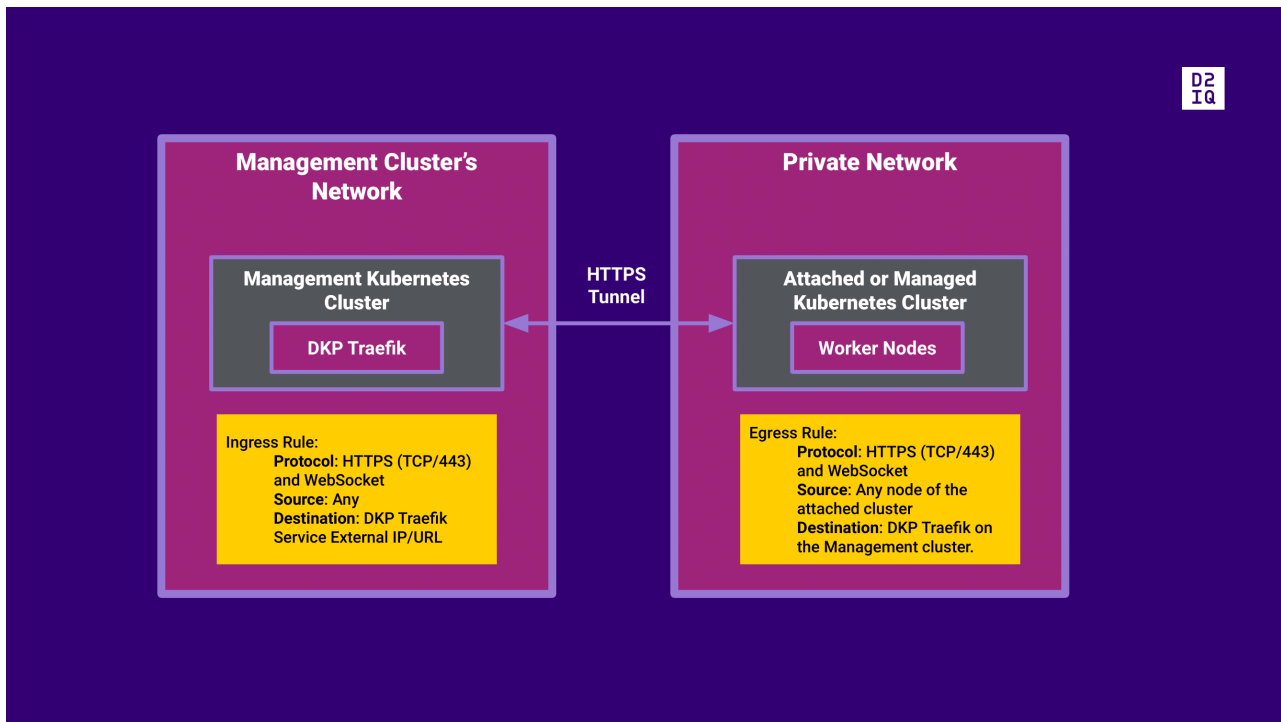 D2
IQ
Management Cluster’s
Network
Management Kubernetes
Cluster
DKP Traefik
Ingress Rule:
Protocol: HTTPS (TCP/443)
and WebSocket
Source: Any
Destination: DKP Traefik
Service External IP/URL
HTTPS
Tunnel
Private Network
Attached or Managed
Kubernetes Cluster
Worker Nodes
Egress Rule:
Protocol: HTTPS (TCP/443)
and WebSocket
Source: Any node of the
attached cluster
Destination: DKP Traefik on
the Management cluster.